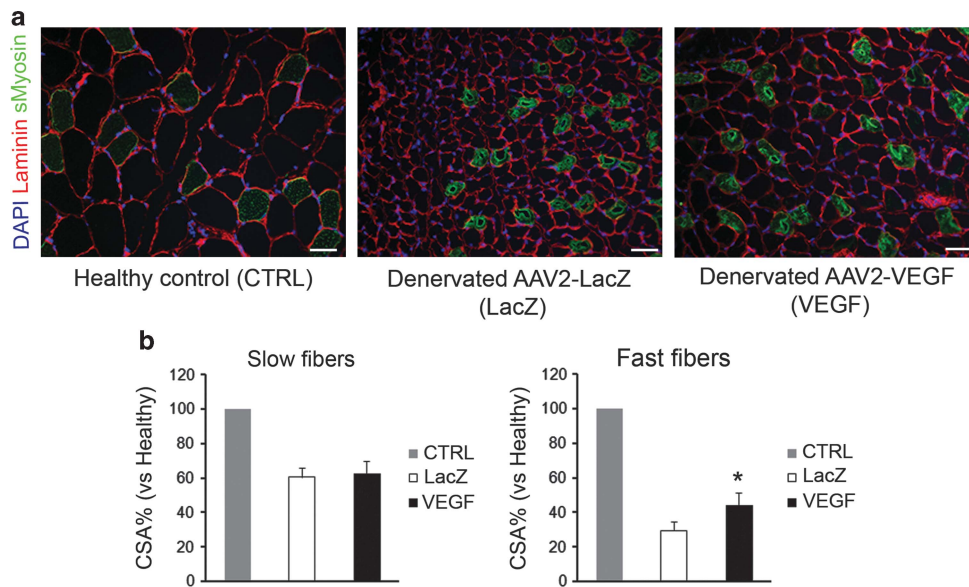 a
DAPI Laminin sMyosin
Healthy control (CTRL)
Denervated AAV2-LacZ
(LacZ)
Denervated AAV2-VEGF
(VEGF)
b
Slow fibers
CSA% (vs Healthy)
120
100
80
60
40
20
0
CTRL
LacZ
VEGF
Fast fibers
CSA% (vs Healthy)
120
100
80
60
40
20
0
*
CTRL
LacZ
VEGF